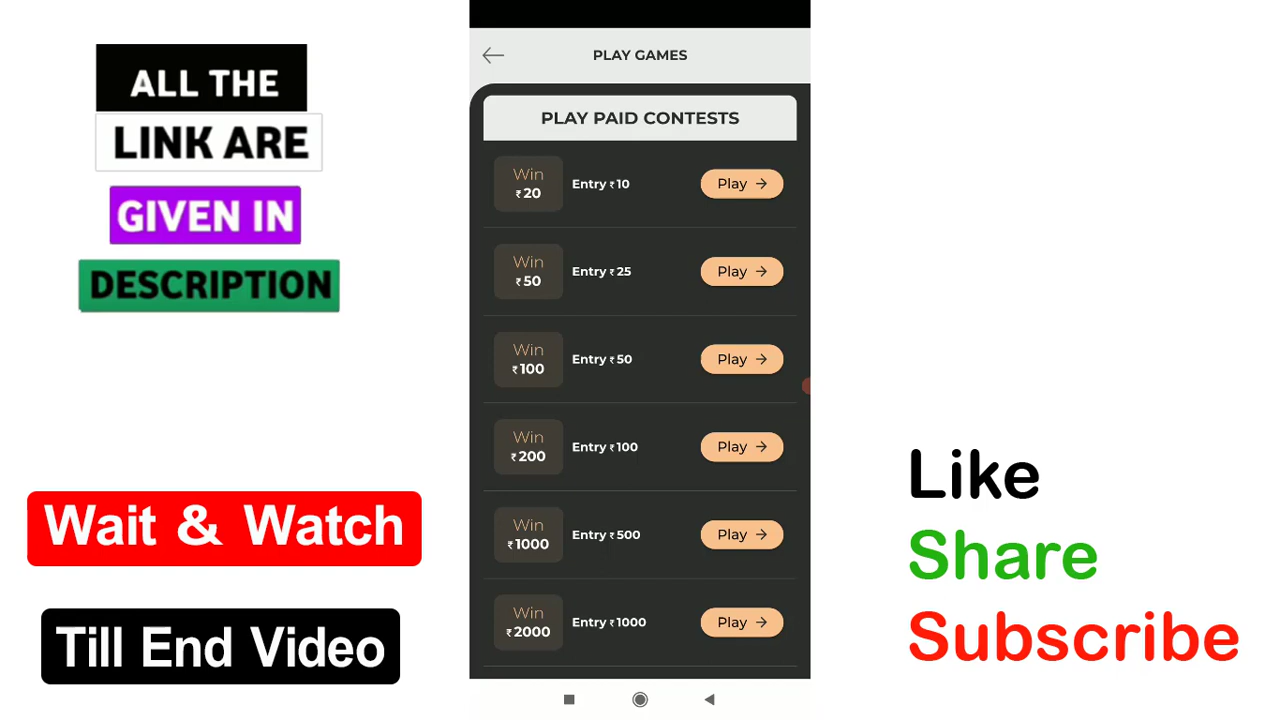 ALL THE
LINK ARE
GIVEN IN
DESCRIPTION
Wait & Watch
Till End Video
PLAY GAMES
PLAY PAID CONTESTS
Win
₹20
Entry ₹10
Play →
Win
₹50
Entry ₹25
Play →
Win
₹100
Entry ₹50
Play →
Win
₹200
Entry ₹100
Play →
Win
₹1000
Entry ₹500
Play →
Win
₹2000
Entry ₹1000
Play →
Like
Share
Subscribe